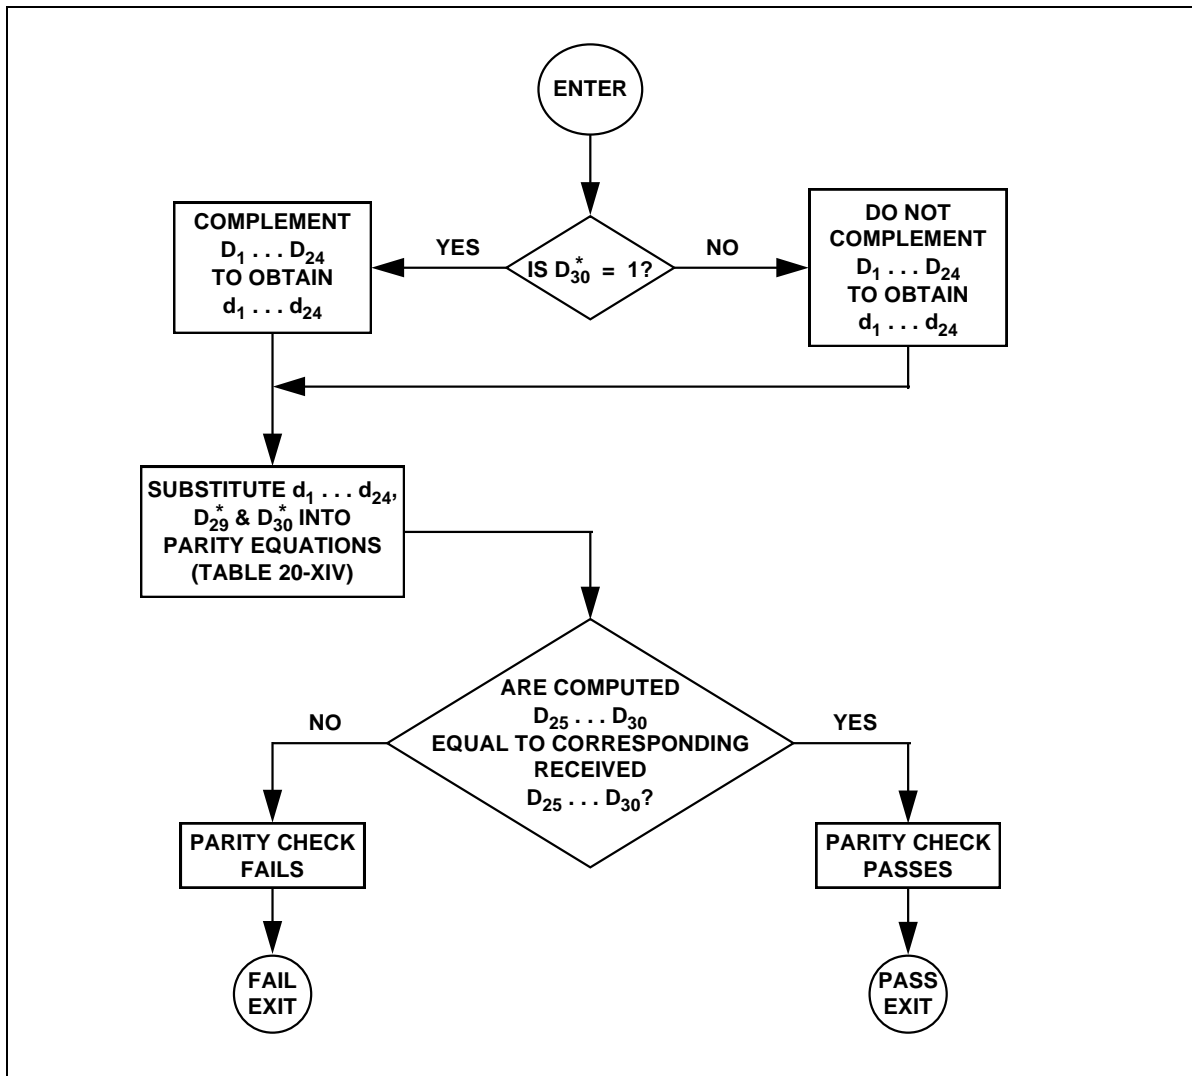 ENTER
IS D*30 = 1?
YES
NO
COMPLEMENT
D1 . . . D24
TO OBTAIN
d1 . . . d24
DO NOT
COMPLEMENT
D1 . . . D24
TO OBTAIN
d1 . . . d24
SUBSTITUTE d1 . . . d24,
D*29 & D*30 INTO
PARITY EQUATIONS
(TABLE 20-XIV)
ARE COMPUTED
D25 . . . D30
EQUAL TO CORRESPONDING
RECEIVED
D25 . . . D30?
NO
YES
PARITY CHECK
FAILS
PARITY CHECK
PASSES
FAIL
EXIT
PASS
EXIT